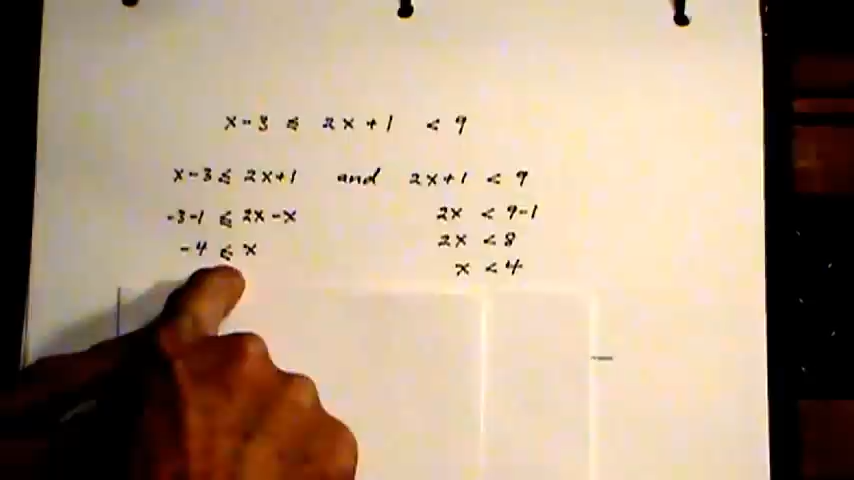 x-3 ≤ 2x+1 < 9
x-3 ≤ 2x+1 and 2x+1 < 9
-3-1 ≤ 2x-x 2x < 9-1
-4 ≤ x 2x < 8
x < 4